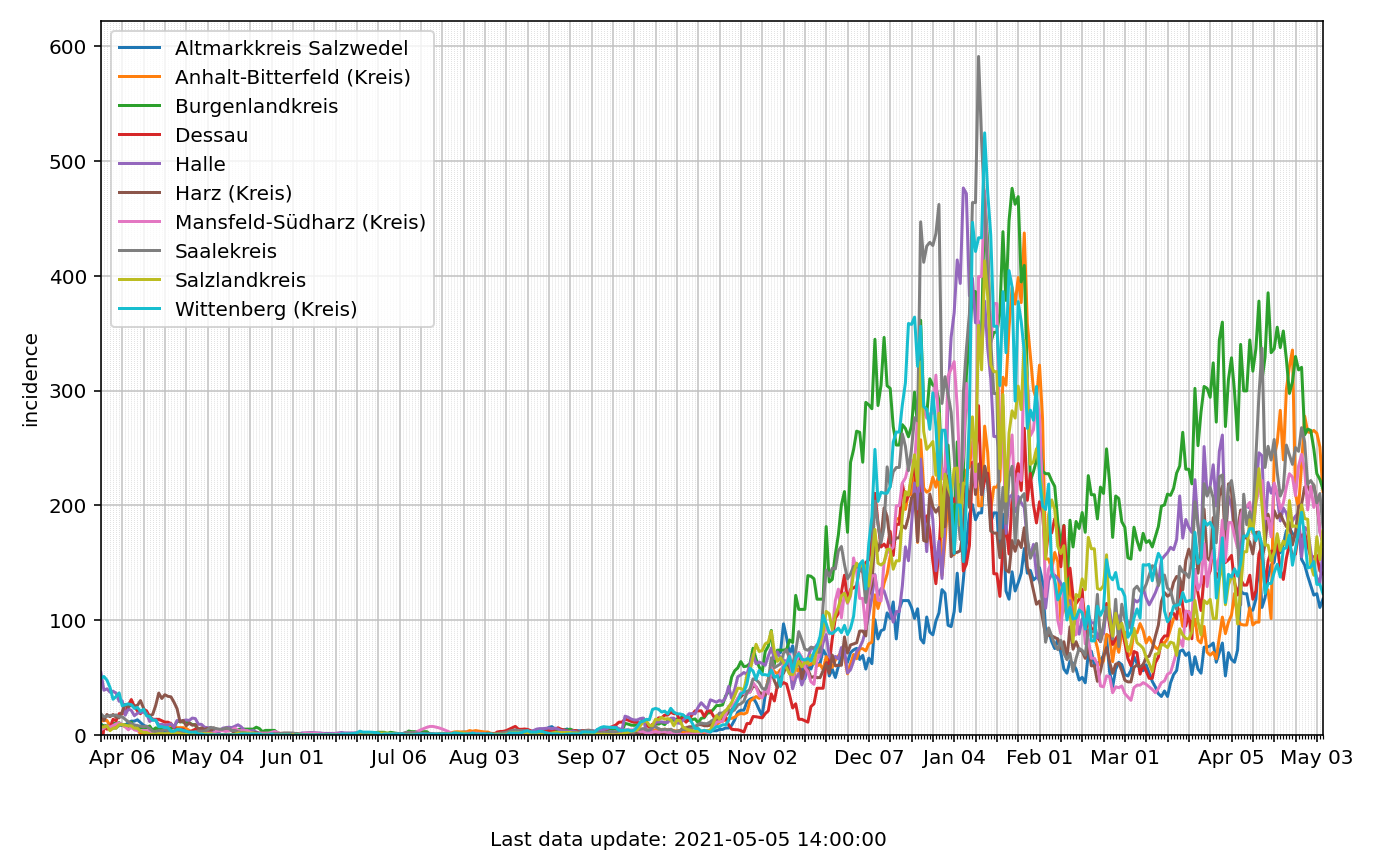 600
500
400
300
200
100
0
incidence
Altmarkkreis Salzwedel
Anhalt-Bitterfeld (Kreis)
Burgenlandkreis
Dessau
Halle
Harz (Kreis)
Mansfeld-Südharz (Kreis)
Saalekreis
Salzlandkreis
Wittenberg (Kreis)
Apr 06 May 04 Jun 01 Jul 06 Aug 03 Sep 07 Oct 05 Nov 02 Dec 07 Jan 04 Feb 01 Mar 01 Apr 05 May 03
Last data update: 2021-05-05 14:00:00